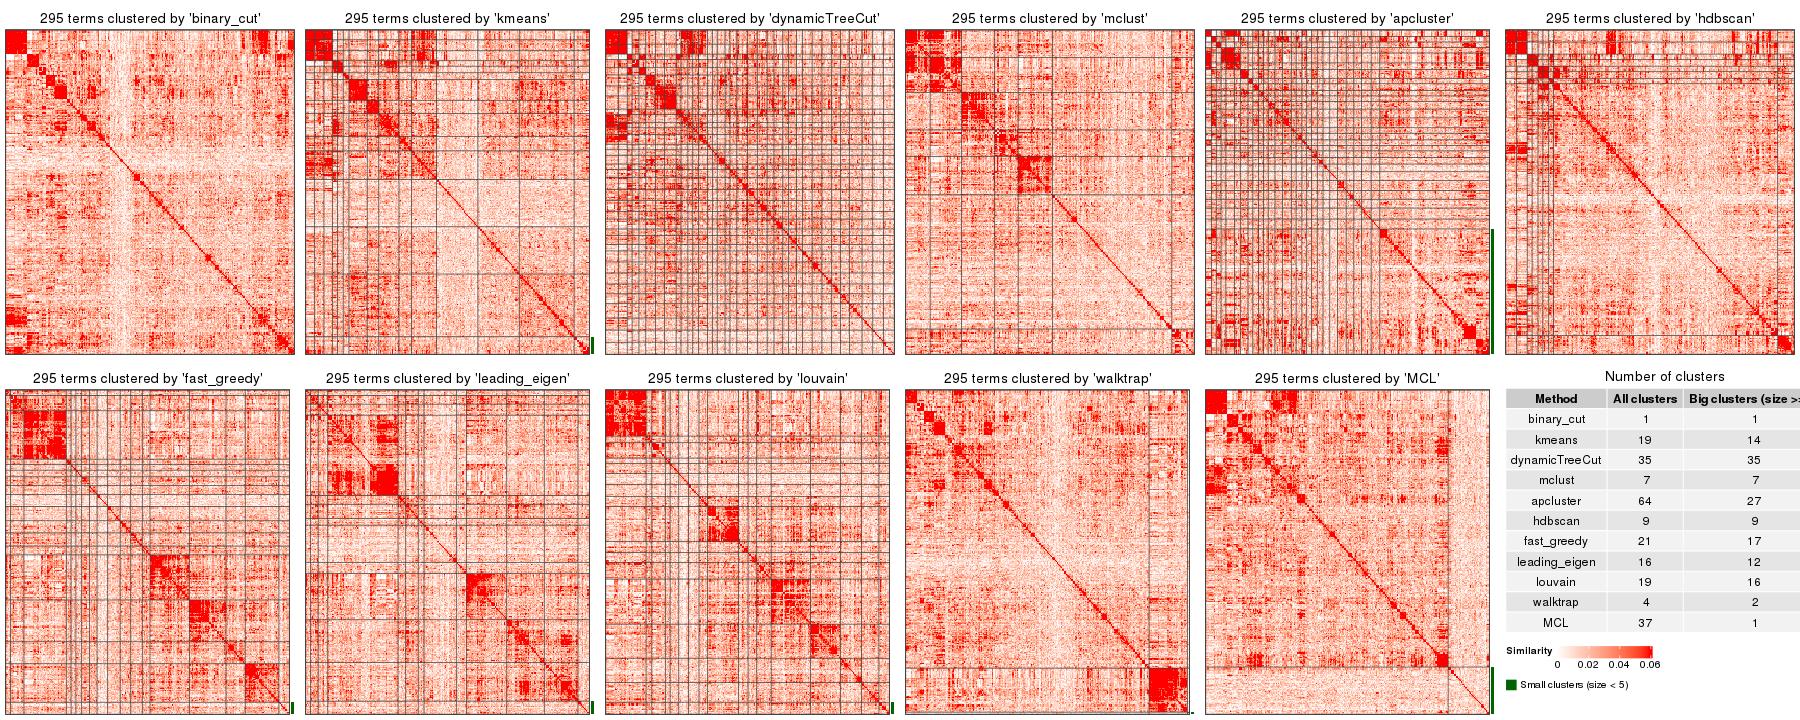 295 terms clustered by 'binary_cut'
295 terms clustered by 'kmeans'
295 terms clustered by 'dynamicTreeCut'
295 terms clustered by 'mclust'
295 terms clustered by 'apcluster'
295 terms clustered by 'hdbscan'
295 terms clustered by 'fast_greedy'
295 terms clustered by 'leading_eigen'
295 terms clustered by 'louvain'
295 terms clustered by 'walktrap'
295 terms clustered by 'MCL'
Number of clusters
Method All clusters Big clusters (size >=
binary_cut 1 1
kmeans 19 14
dynamicTreeCut 35 35
mclust 7 7
apcluster 64 27
hdbscan 9 9
fast_greedy 21 17
leading_eigen 16 12
louvain 19 16
walktrap 4 2
MCL 37 1
Similarity
0 0.02 0.04 0.06
Small clusters (size < 5)